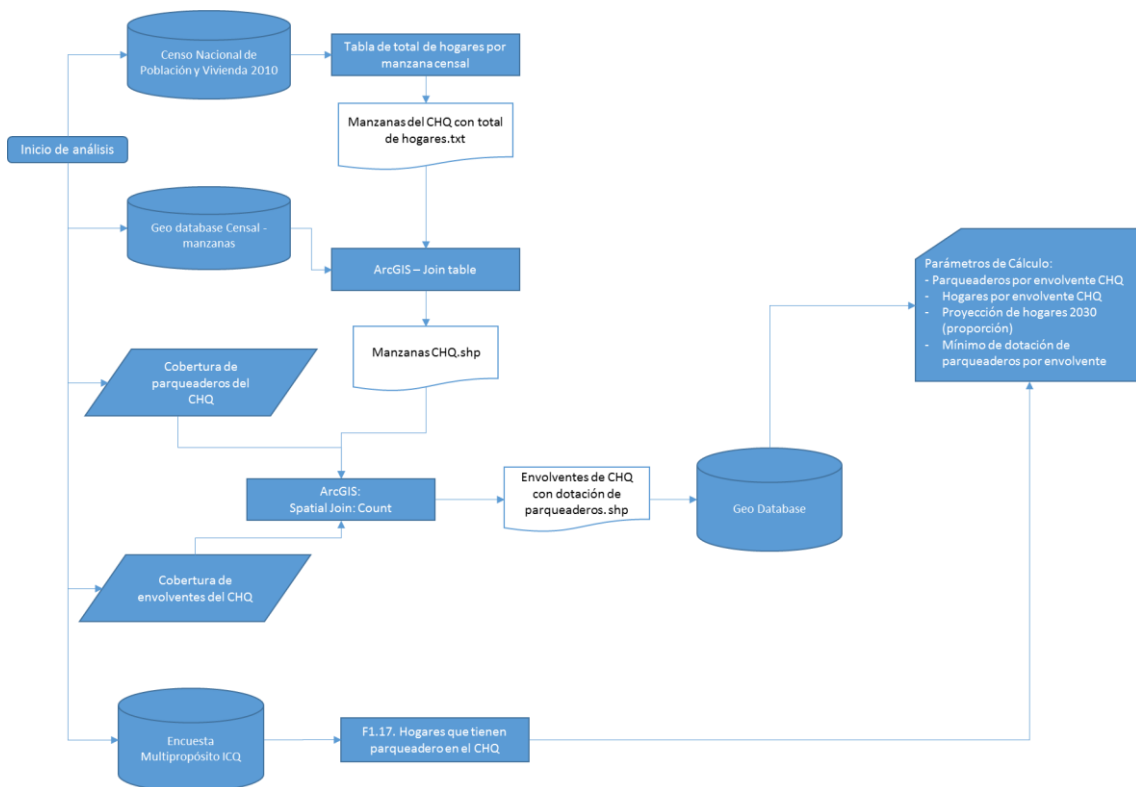 Censo Nacional de
Población y Vivienda 2010
Tabla de total de hogares por
manzana censal
Manzanas del CHQ con total
de hogares.txt
Inicio de análisis
Geo database Censal -
manzanas
ArcGIS – Join table
Manzanas CHQ.shp
Parámetros de Cálculo:
- Parqueaderos por envolvente CHQ
- Hogares por envolvente CHQ
- Proyección de hogares 2030
(proporción)
- Mínimo de dotación de
parqueaderos por envolvente
Cobertura de
parqueaderos del
CHQ
ArcGIS:
Spatial Join: Count
Envolventes de CHQ
con dotación de
parqueaderos.shp
Geo Database
Cobertura de
envolventes del CHQ
Encuesta
Multipropósito ICQ
F1.17. Hogares que tienen
parqueadero en el CHQ